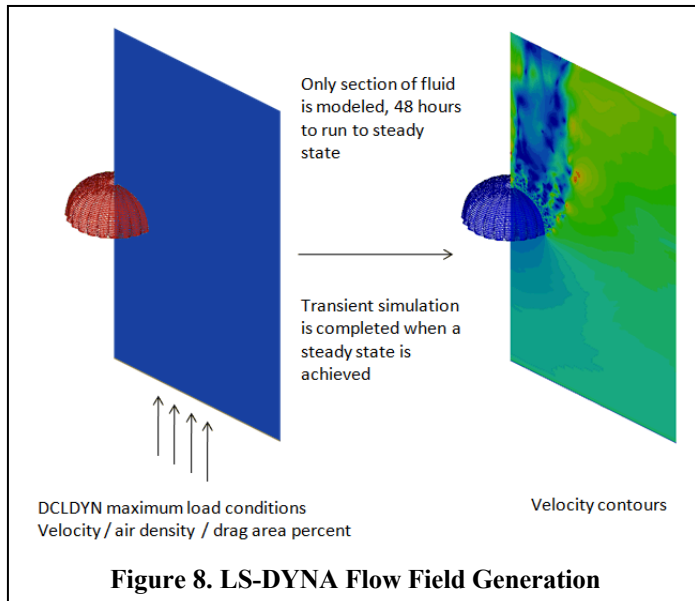 Only section of fluid
is modeled, 48 hours
to run to steady
state
Transient simulation
is completed when a
steady state is
achieved
DCLDYN maximum load conditions
Velocity / air density / drag area percent
Velocity contours
Figure 8. LS-DYNA Flow Field Generation